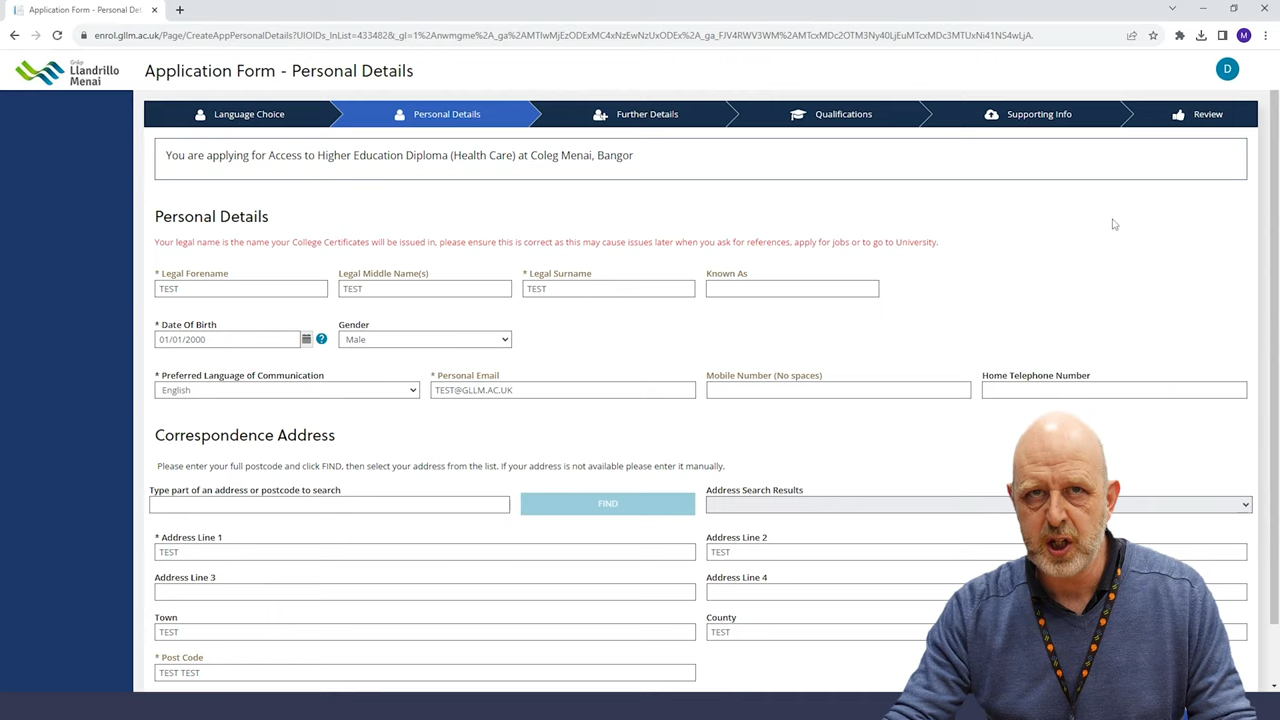 Application Form - Personal Det
enrol.gllm.ac.uk/Page/CreateAppPersonalDetails?UIOIDs_InList=433482&
M
Grŵp
Llandrillo
Menai
Application Form - Personal Details
D
Language Choice
Personal Details
Further Details
Qualifications
Supporting Info
Review
You are applying for Access to Higher Education Diploma (Health Care) at Coleg Menai, Bangor
Personal Details
Your legal name is the name your College Certificates will be issued in, please ensure this is correct as this may cause issues later when you ask for references, apply for jobs or to go to University.
* Legal Forename
Legal Middle Name(s)
* Legal Surname
Known As
TEST
TEST
TEST
* Date Of Birth
Gender
01/01/2000
?
Male
* Preferred Language of Communication
* Personal Email
Mobile Number (No spaces)
Home Telephone Number
English
TEST@GLLM.AC.UK
Correspondence Address
Please enter your full postcode and click FIND, then select your address from the list. If your address is not available please enter it manually.
Type part of an address or postcode to search
Address Search Results
FIND
* Address Line 1
Address Line 2
TEST
TEST
Address Line 3
Address Line 4
Town
County
TEST
TEST
* Post Code
TEST TEST